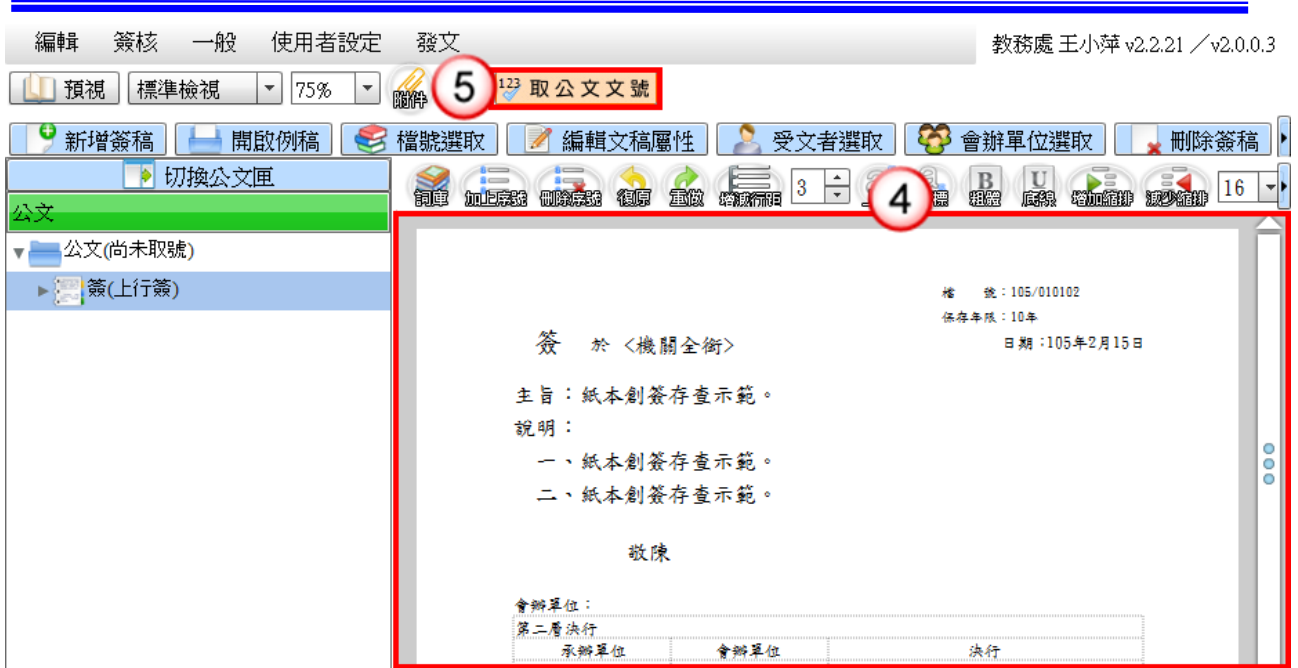 編輯 簽核 一般 使用者設定 發文 教務處 王小萍 v2.2.21／v2.0.0.3
預視 標準檢視 75% 附件 5 123 取公文文號
新增簽稿 開啟例稿 檔號選取 編輯文稿屬性 受文者選取 會辦單位選取 刪除簽稿
切換公文匣
詞庫 加上序號 刪除序號 復原 重做 增減行距 3 4 標 B 粗體 U 底線 增加縮排 減少縮排 16
公文
公文(尚未取號)
簽(上行簽)
檔 號：105/010102
保存年限：10年
簽 於 <機關全銜> 日期：105年2月15日
主旨：紙本創簽存查示範。
說明：
一、紙本創簽存查示範。
二、紙本創簽存查示範。
敬陳
會辦單位：
第二層決行
承辦單位 會辦單位 決行